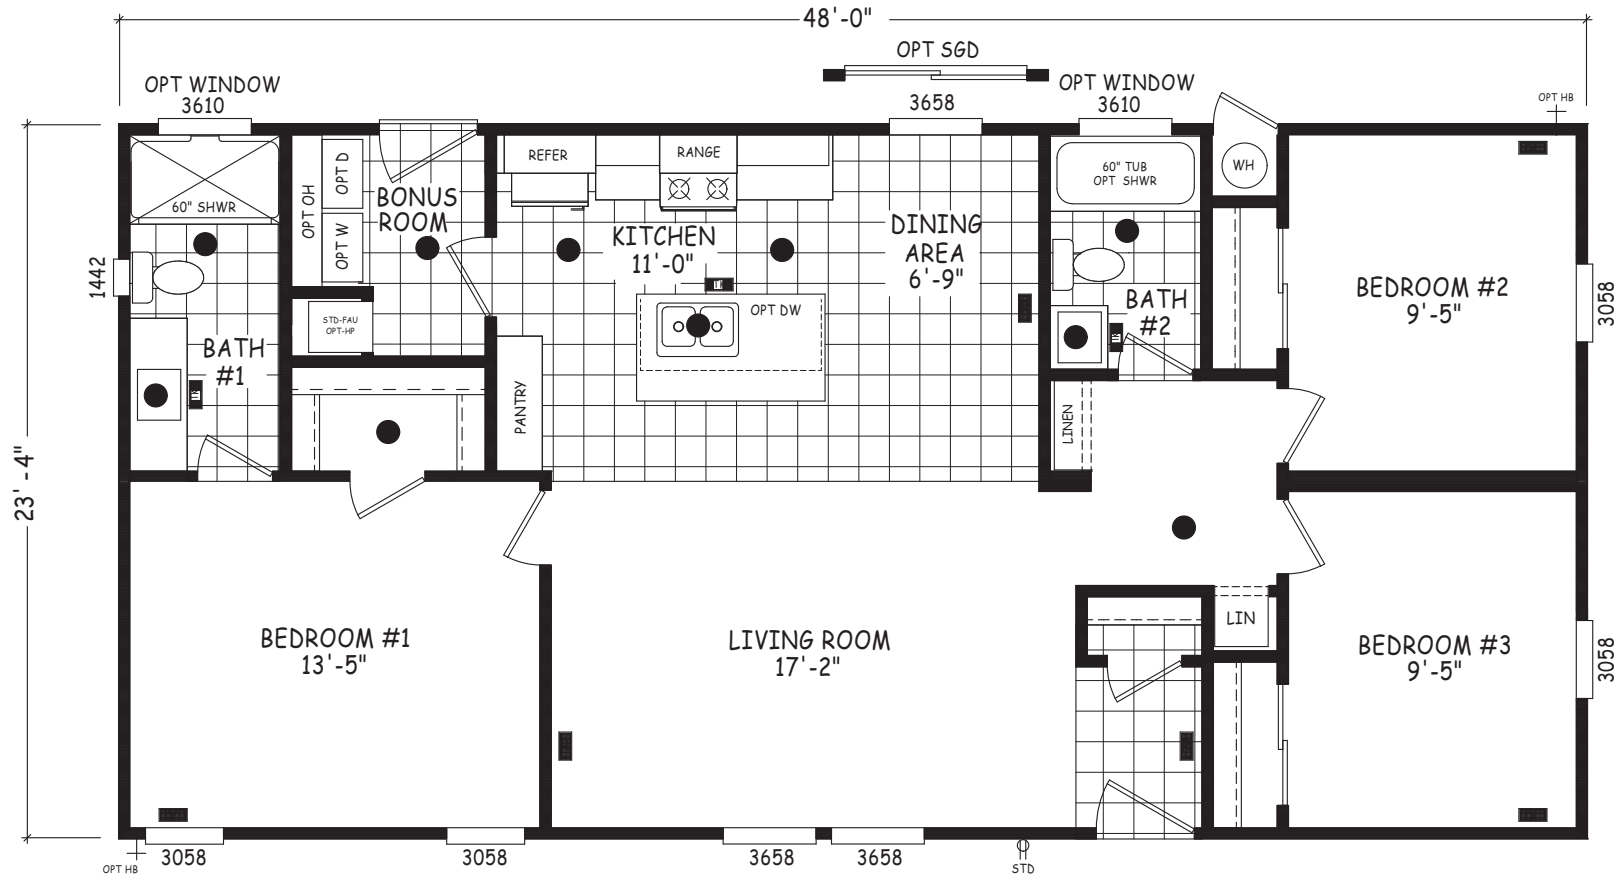 48'-0"
OPT SGD
OPT WINDOW
3610
3658
OPT WINDOW
3610
OPT HB
REFER
RANGE
60" TUB
OPT SHWR
WH
OPT D
OPT OH
OPT W
60" SHWR
BONUS
ROOM
KITCHEN
11'-0"
DINING
AREA
6'-9"
1442
BATH
#2
BEDROOM #2
9'-5"
3058
STD-FAU
OPT-HP
OPT DW
BATH
#1
PANTRY
LINEN
23'-4"
BEDROOM #1
13'-5"
LIVING ROOM
17'-2"
LIN
BEDROOM #3
9'-5"
3058
3058
3058
3658
3658
OPT HB
STD